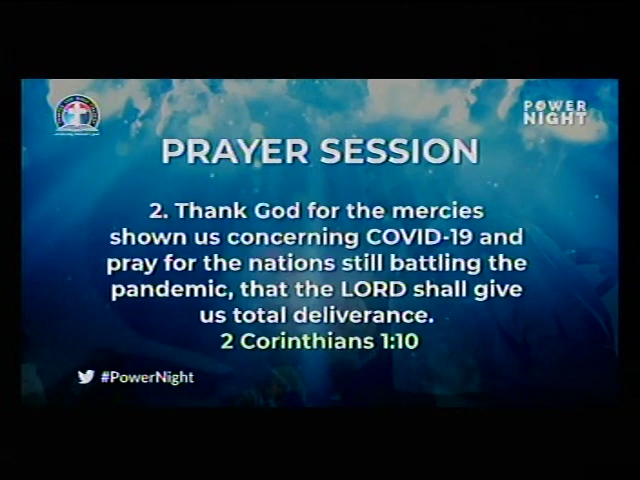 POWER
NIGHT
PRAYER SESSION
2. Thank God for the mercies
shown us concerning COVID-19 and
pray for the nations still battling the
pandemic, that the LORD shall give
us total deliverance.
2 Corinthians 1:10
#PowerNight